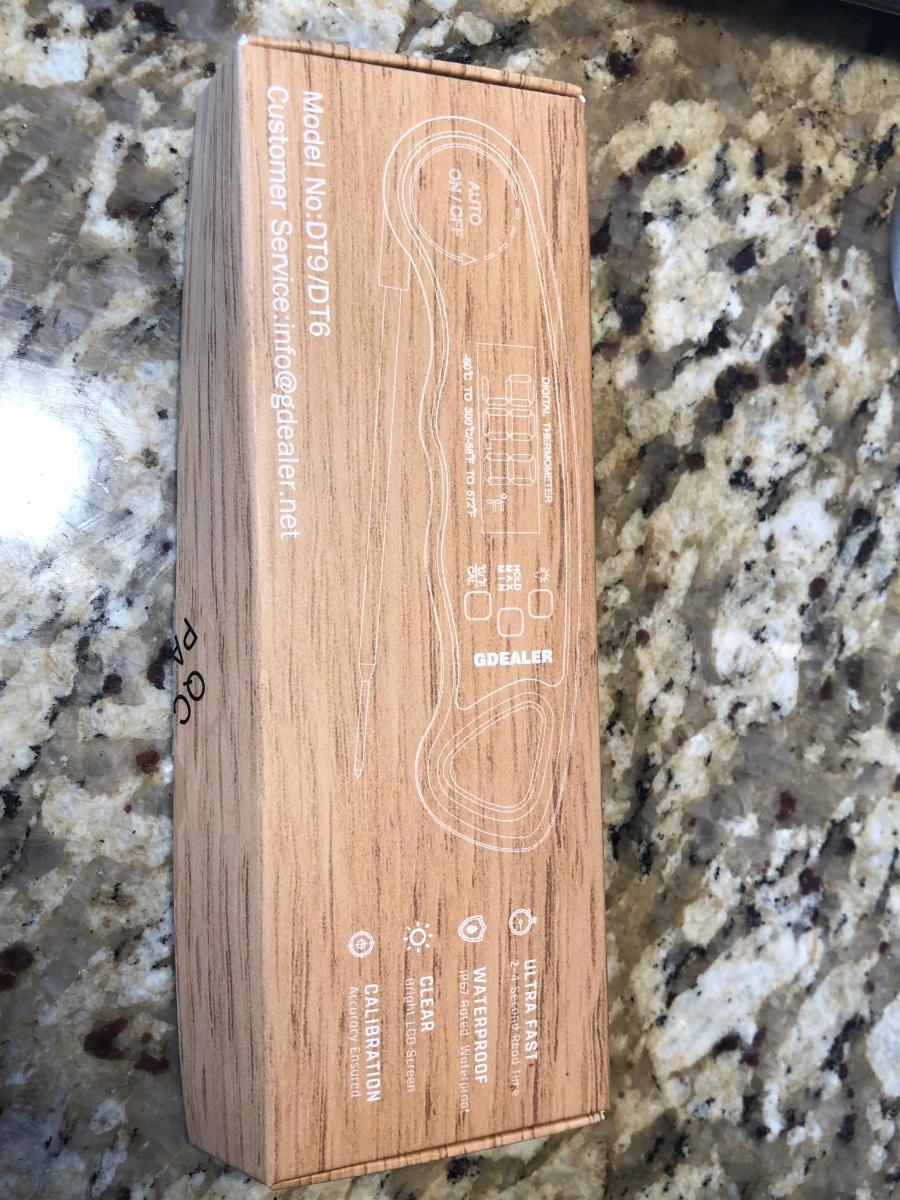 AUTO
ON / OFF
DIGITAL THERMOMETER
°F
-50℃ TO 300℃/-58℉ TO 572℉
HOLD
MAX
MIN
℃/℉
CAL
GDEALER
ULTRA FAST
2-4 Second Read Time
WATERPROOF
IP67 Rated Waterproof
CLEAR
Bright LCD Screen
CALIBRATION
Accuracy Ensured
Model No:DT9/DT6
Customer Service:info@gdealer.net
QC